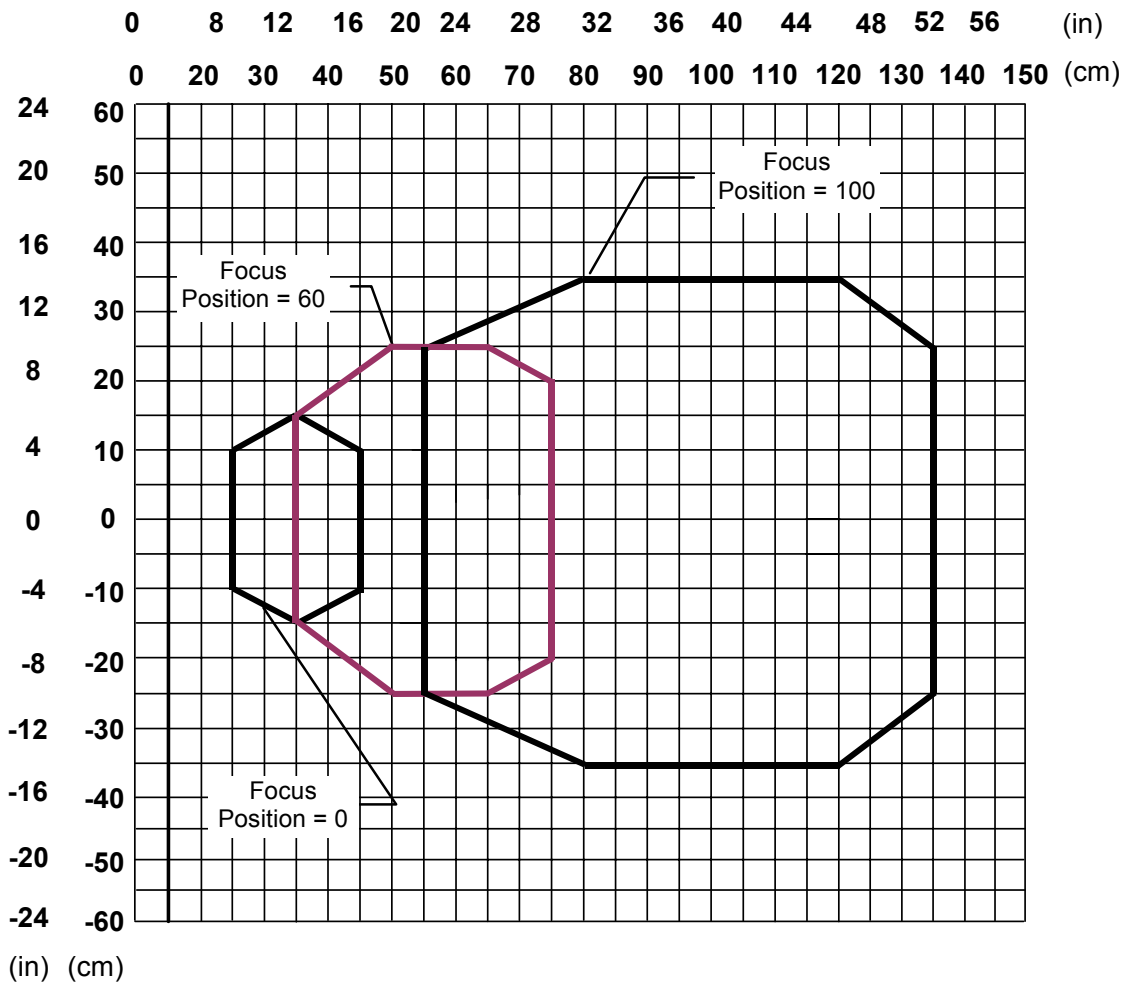 0 8 12 16 20 24 28 32 36 40 44 48 52 56 (in)
0 20 30 40 50 60 70 80 90 100 110 120 130 140 150 (cm)
24 60
Focus
Position = 100
20 50
16 40
Focus
Position = 60
12 30
8 20
4 10
0 0
-4 -10
-8 -20
-12 -30
Focus
Position = 0
-16 -40
-20 -50
-24 -60
(in) (cm)